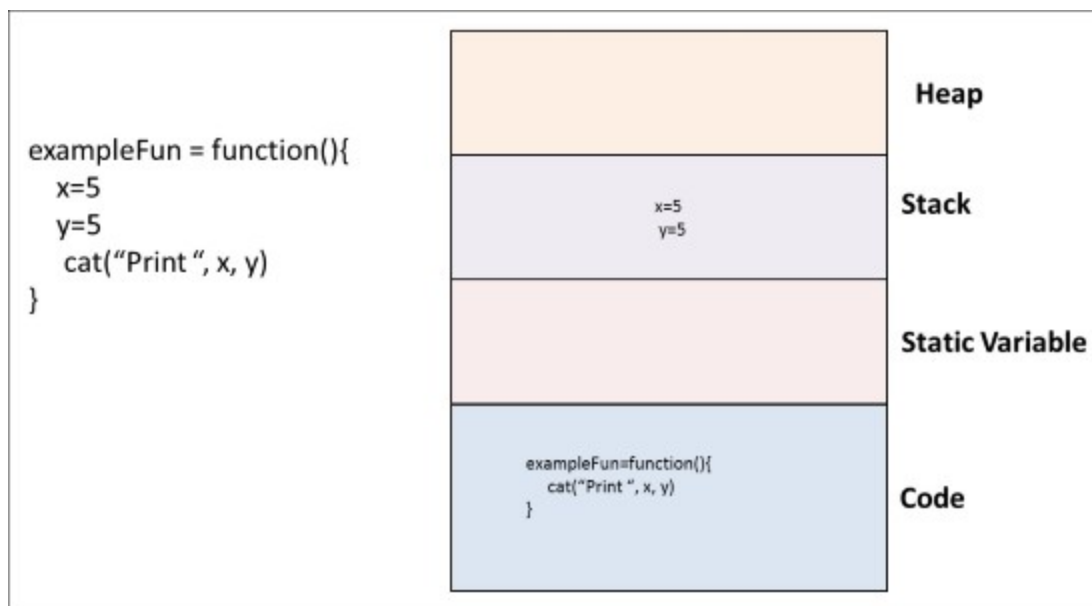 exampleFun = function(){
x=5
y=5
cat(“Print “, x, y)
}
Heap
x=5
y=5
Stack
Static Variable
exampleFun=function(){
cat(“Print “, x, y)
}
Code